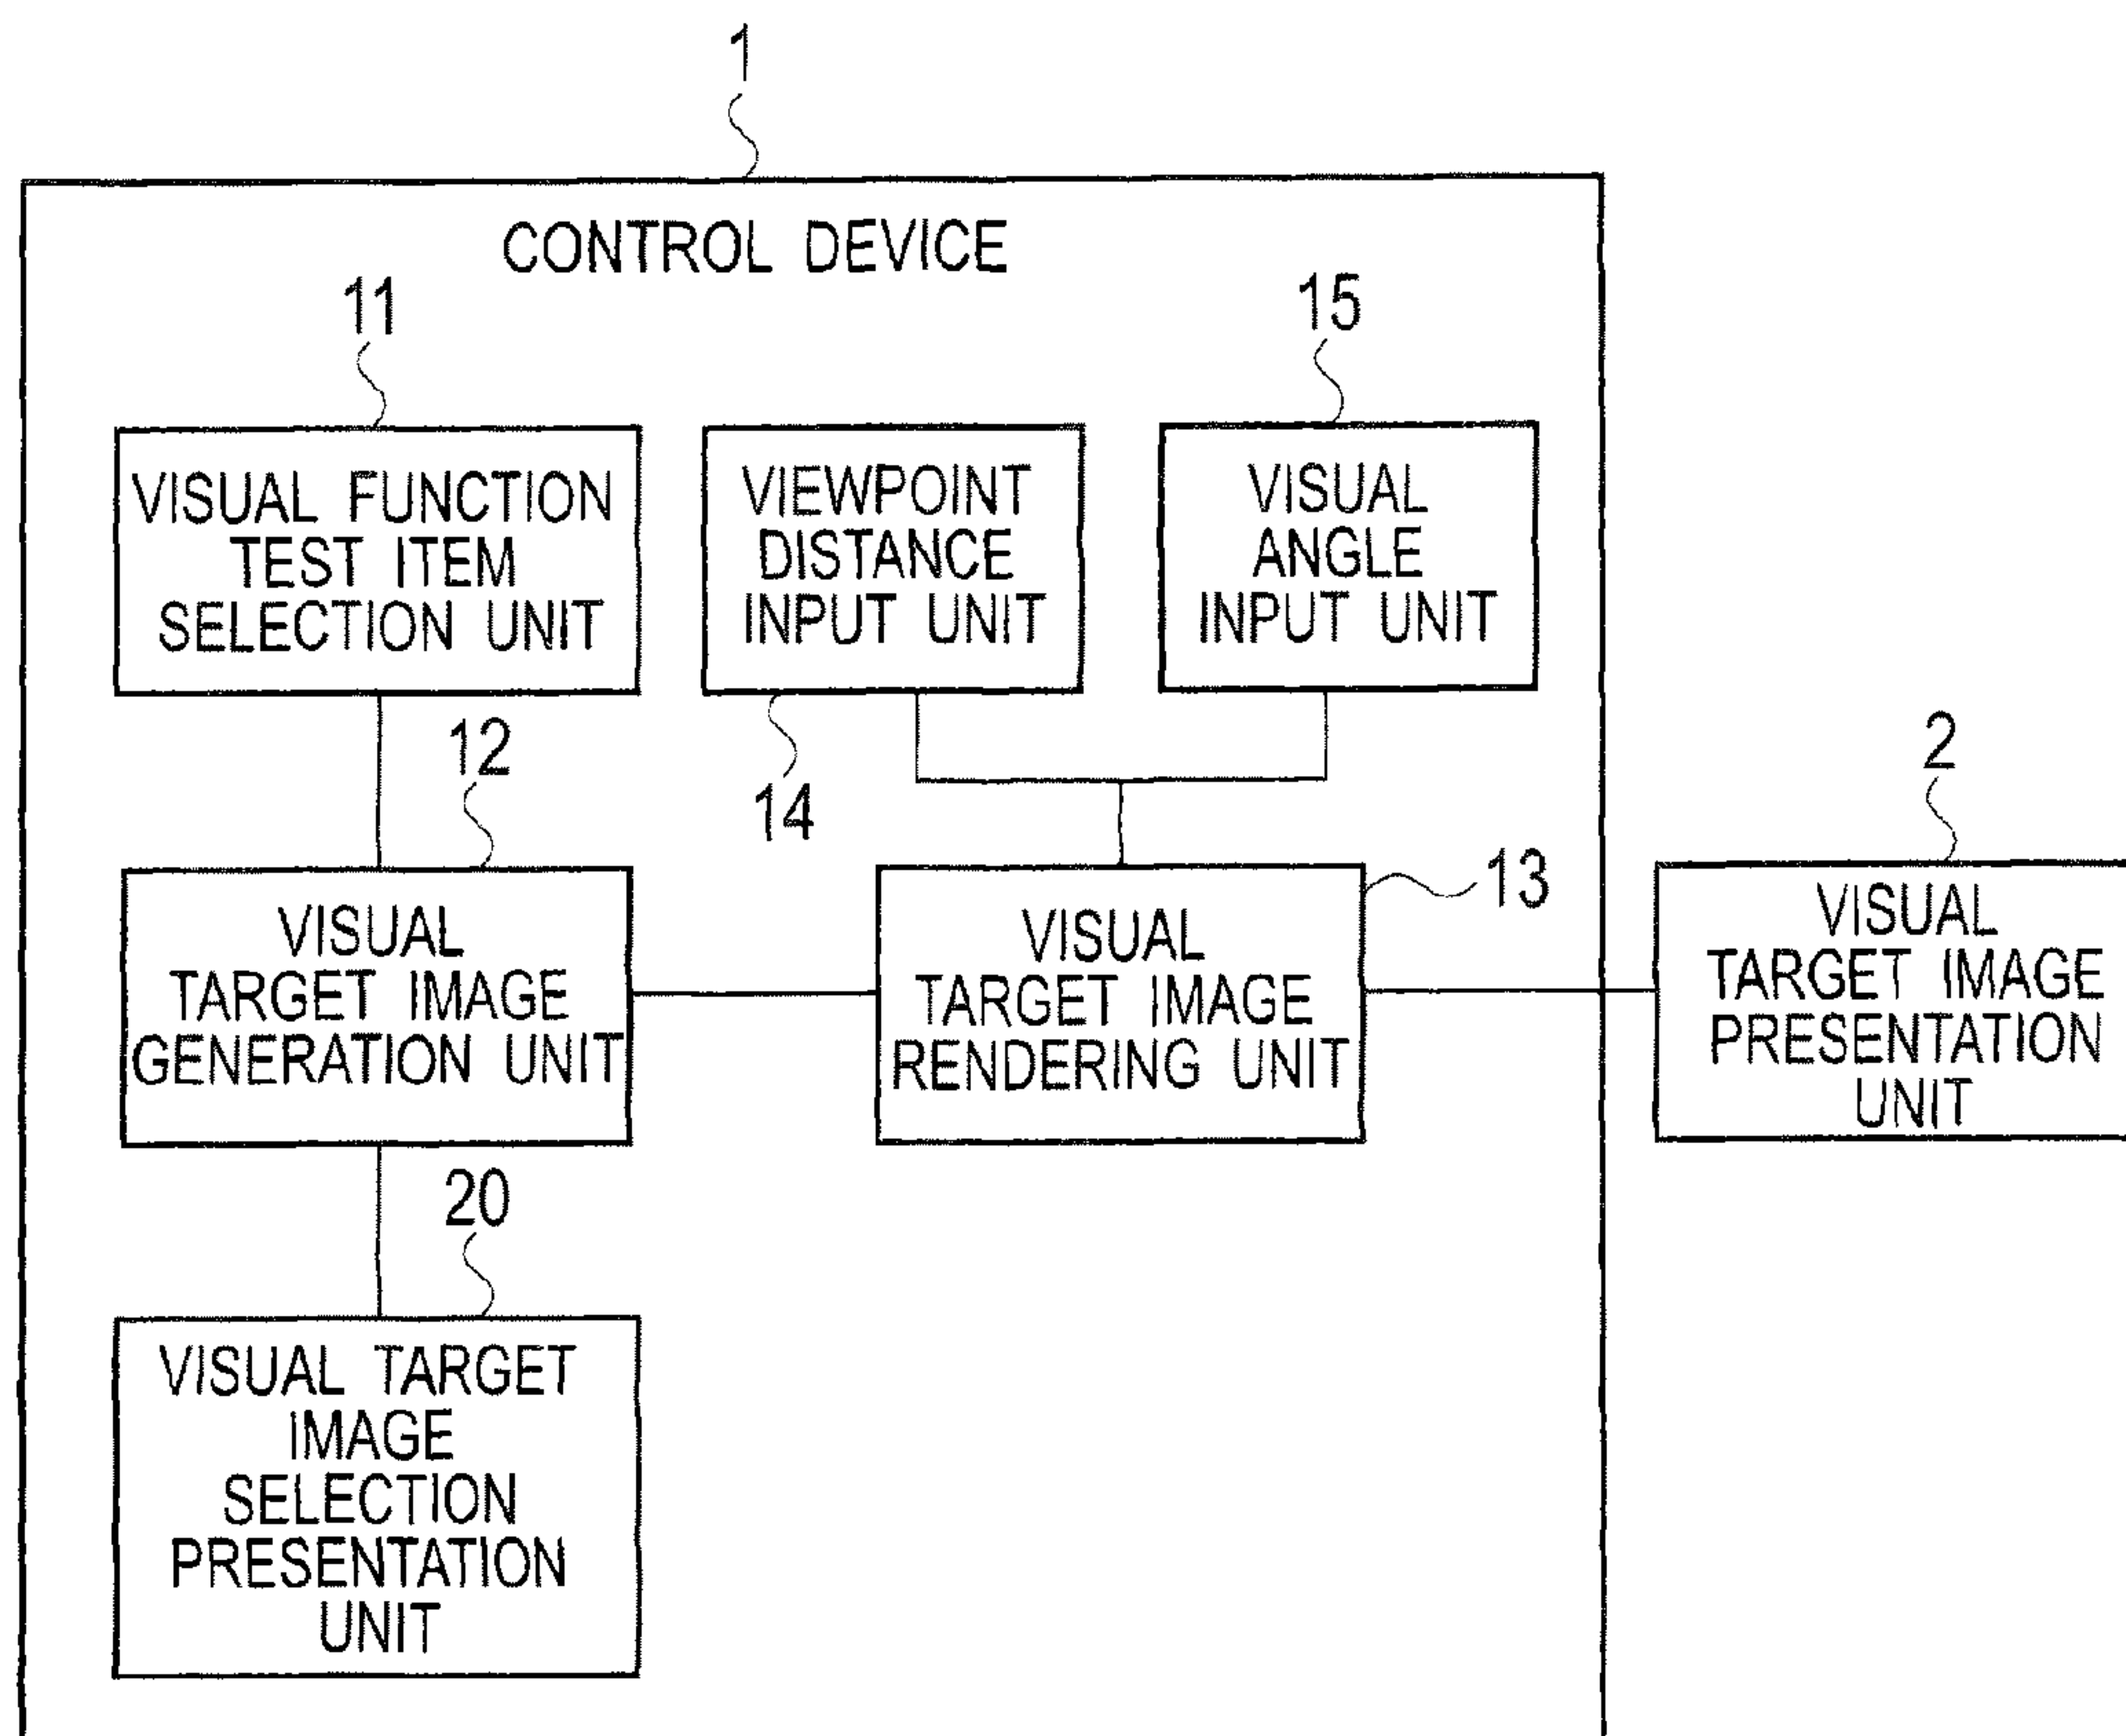 1
CONTROL DEVICE
11
15
VISUAL FUNCTION
TEST ITEM
SELECTION UNIT
VIEWPOINT
DISTANCE
INPUT UNIT
VISUAL
ANGLE
INPUT UNIT
12
14
2
13
VISUAL
TARGET IMAGE
GENERATION UNIT
VISUAL
TARGET IMAGE
RENDERING UNIT
VISUAL
TARGET IMAGE
PRESENTATION
UNIT
20
VISUAL TARGET
IMAGE
SELECTION
PRESENTATION
UNIT